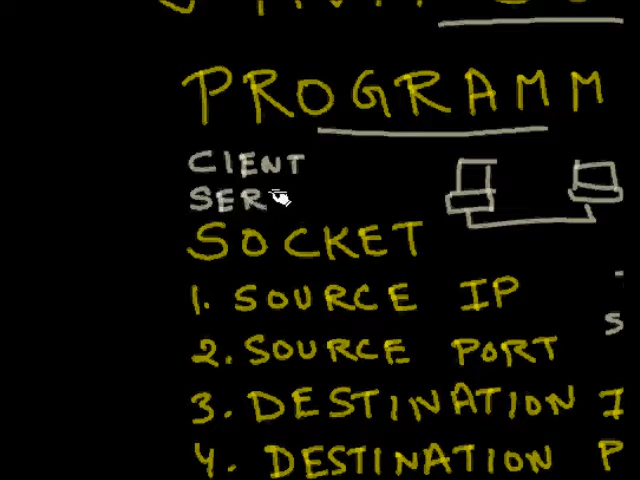 PROGRAMM
CIENT
SER
SOCKET
1. SOURCE IP
2. SOURCE PORT
3. DESTINATION I
4. DESTINATION P